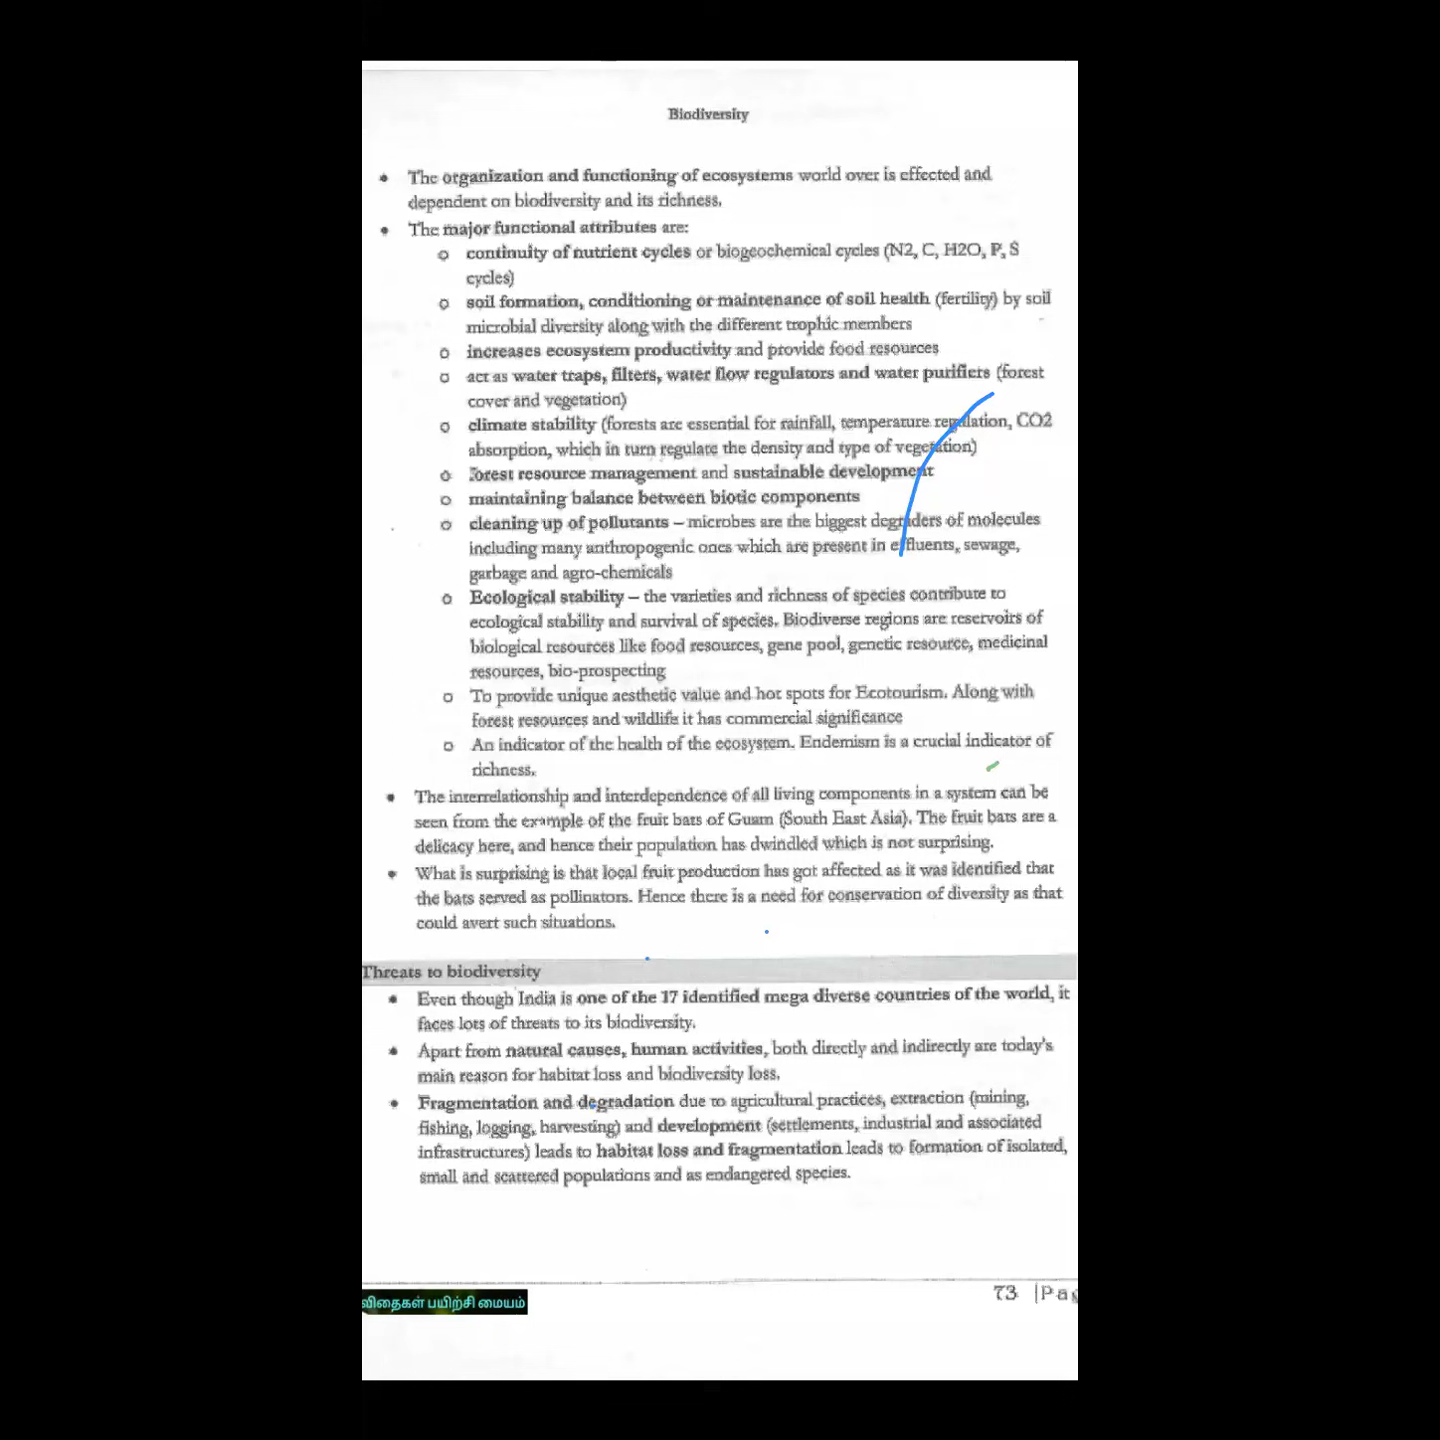 Biodiversity
• The organization and functioning of ecosystems world over is effected and
dependent on biodiversity and its richness.
• The major functional attributes are:
o continuity of nutrient cycles or biogeochemical cycles (N2, C, H2O, P, S
cycles)
o soil formation, conditioning or maintenance of soil health (fertility) by soil
microbial diversity along with the different trophic members
o increases ecosystem productivity and provide food resources
o act as water traps, filters, water flow regulators and water purifiers (forest
cover and vegetation)
o climate stability (forests are essential for rainfall, temperature regulation, CO2
absorption, which in turn regulate the density and type of vegetation)
o forest resource management and sustainable development
o maintaining balance between biotic components
o cleaning up of pollutants – microbes are the biggest degraders of molecules
including many anthropogenic ones which are present in effluents, sewage,
garbage and agro-chemicals
o Ecological stability – the varieties and richness of species contribute to
ecological stability and survival of species. Biodiverse regions are reservoirs of
biological resources like food resources, gene pool, genetic resource, medicinal
resources, bio-prospecting
o To provide unique aesthetic value and hot spots for Ecotourism. Along with
forest resources and wildlife it has commercial significance
o An indicator of the health of the ecosystem. Endemism is a crucial indicator of
richness.
• The interrelationship and interdependence of all living components in a system can be
seen from the example of the fruit bats of Guam (South East Asia). The fruit bats are a
delicacy here, and hence their population has dwindled which is not surprising.
• What is surprising is that local fruit production has got affected as it was identified that
the bats served as pollinators. Hence there is a need for conservation of diversity as that
could avert such situations.
Threats to biodiversity
• Even though India is one of the 17 identified mega diverse countries of the world, it
faces lots of threats to its biodiversity.
• Apart from natural causes, human activities, both directly and indirectly are today's
main reason for habitat loss and biodiversity loss.
• Fragmentation and degradation due to agricultural practices, extraction (mining,
fishing, logging, harvesting) and development (settlements, industrial and associated
infrastructures) leads to habitat loss and fragmentation leads to formation of isolated,
small and scattered populations and as endangered species.
73 |Pag
விதைகள் பயிற்சி மையம்